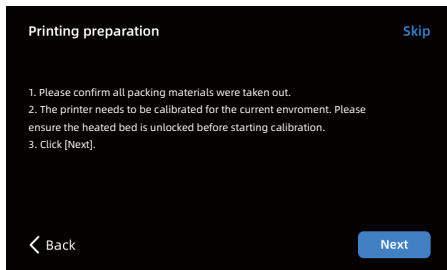 Printing preparation
Skip
1. Please confirm all packing materials were taken out.
2. The printer needs to be calibrated for the current enviroment. Please
ensure the heated bed is unlocked before starting calibration.
3. Click [Next].
Back
Next